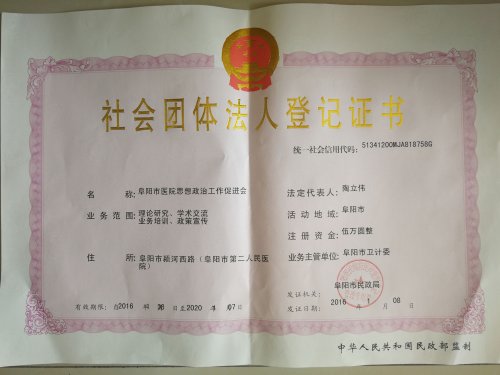 社会团体法人登记证书
统一社会信用代码：51341200MJA818758G
名 称：阜阳市医院思想政治工作促进会
业务范围：理论研究、学术交流
业务培训、政策宣传
住 所：阜阳市颍河西路（阜阳市第二人民医
院）
法定代表人：陶立伟
活动地域：阜阳市
注册资金：伍万圆整
业务主管单位：阜阳市卫计委
发证机关：阜阳市民政局
发证日期：2016 年 月 08
有效期限：自2016 年 月 日至2020 年 月07日
中华人民共和国民政部监制